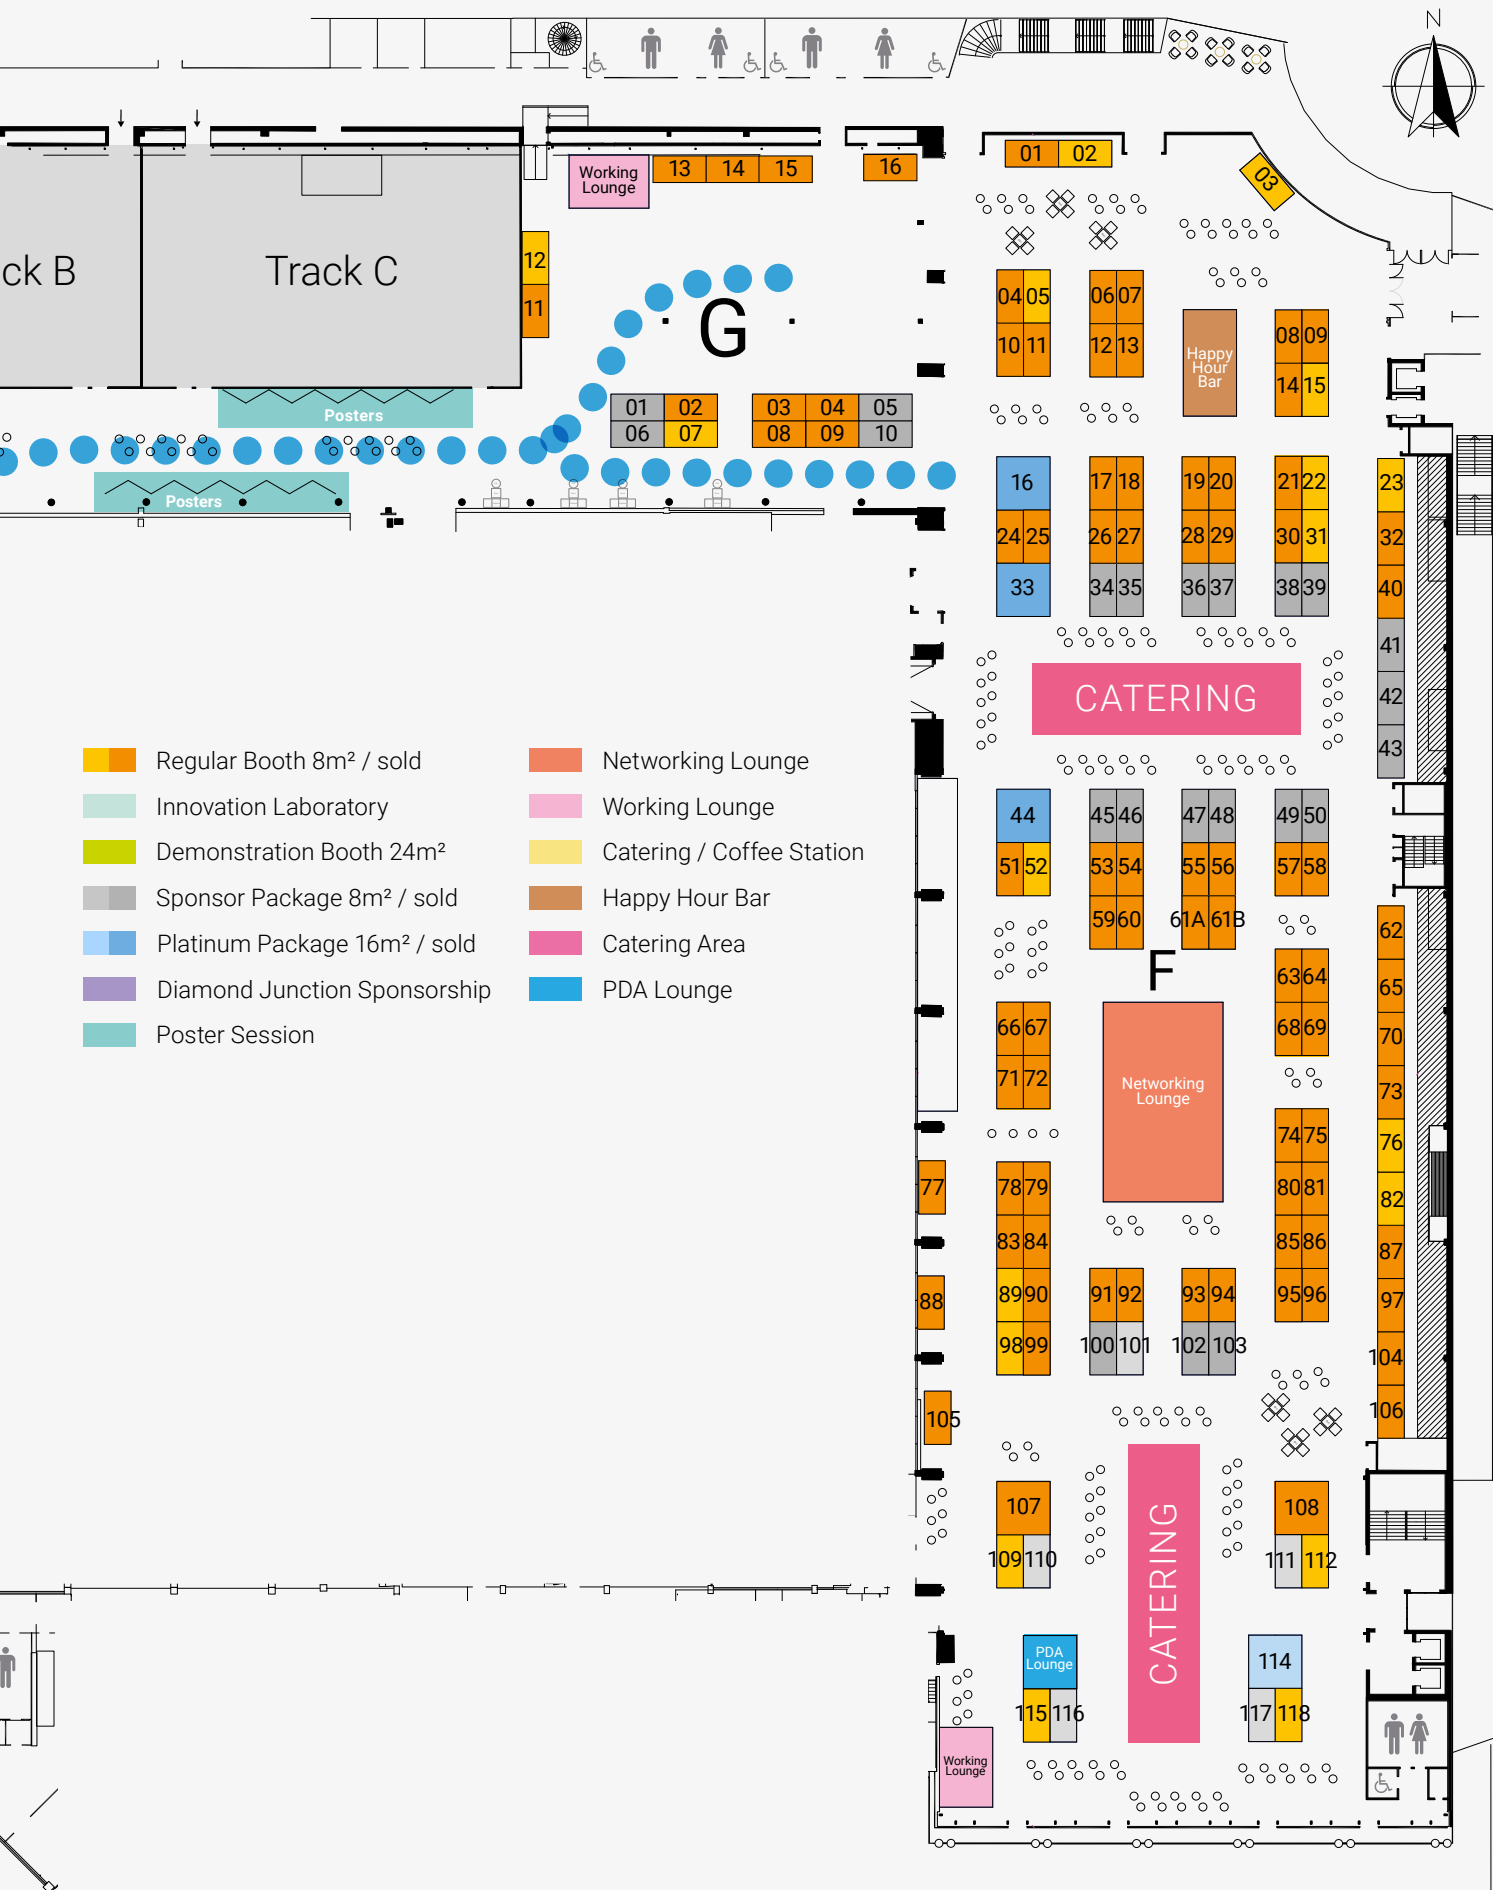 N
01 02
03
Working
Lounge
13 14 15
16
ck B
Track C
12
11
G
04 05
06 07
10 11
12 13
Happy
Hour
Bar
08 09
14 15
01 02
03 04 05
06 07
08 09 10
Posters
Posters
16
17 18
19 20
21 22
23
24 25
26 27
28 29
30 31
32
33
34 35
36 37
38 39
40
41
42
43
CATERING
Regular Booth 8m² / sold
Innovation Laboratory
Demonstration Booth 24m²
Sponsor Package 8m² / sold
Platinum Package 16m² / sold
Diamond Junction Sponsorship
Poster Session
Networking Lounge
Working Lounge
Catering / Coffee Station
Happy Hour Bar
Catering Area
PDA Lounge
44
45 46
47 48
49 50
51 52
53 54
55 56
57 58
59 60
61A 61B
62
F
63 64
65
66 67
68 69
70
71 72
73
Networking
Lounge
74 75
76
77
78 79
80 81
82
83 84
85 86
87
88
89 90
91 92
93 94
95 96
97
98 99
100 101
102 103
104
105
106
107
108
109 110
111 112
CATERING
PDA
Lounge
114
115 116
117 118
Working
Lounge